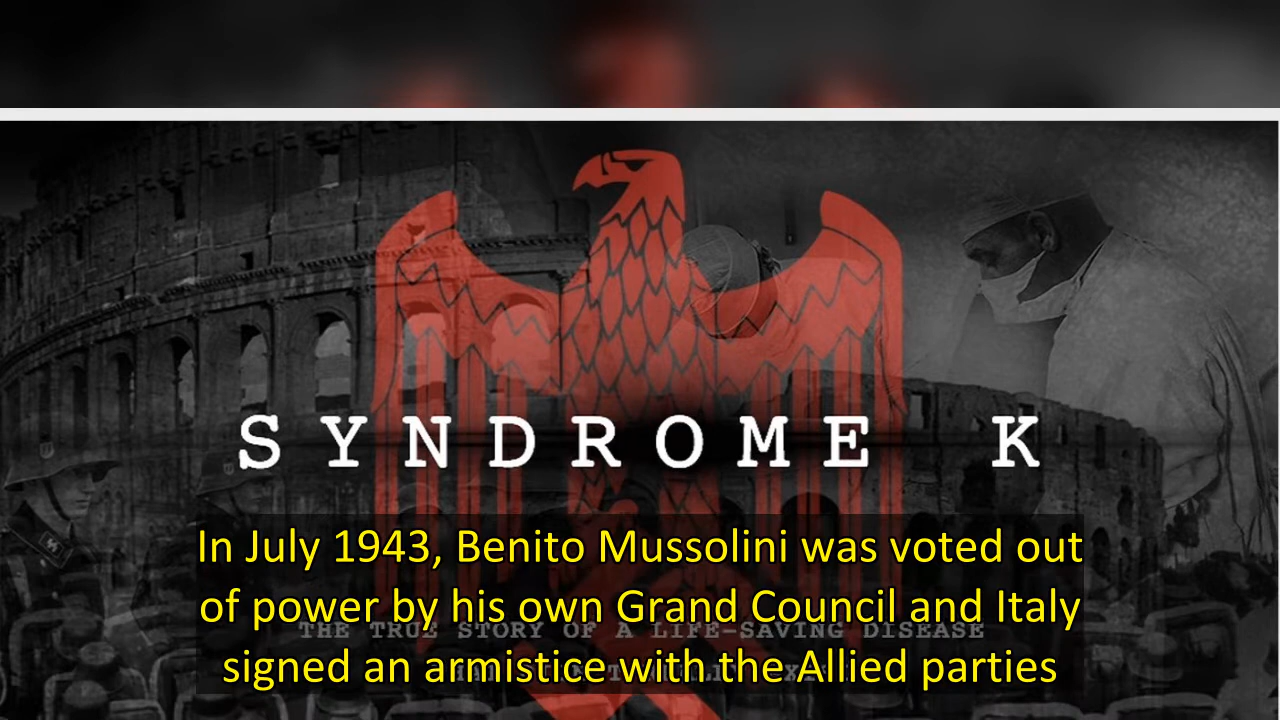 SYNDROME K
In July 1943, Benito Mussolini was voted out
of power by his own Grand Council and Italy
THE TRUE STORY OF A LIFE-SAVING DISEASE
signed an armistice with the Allied parties